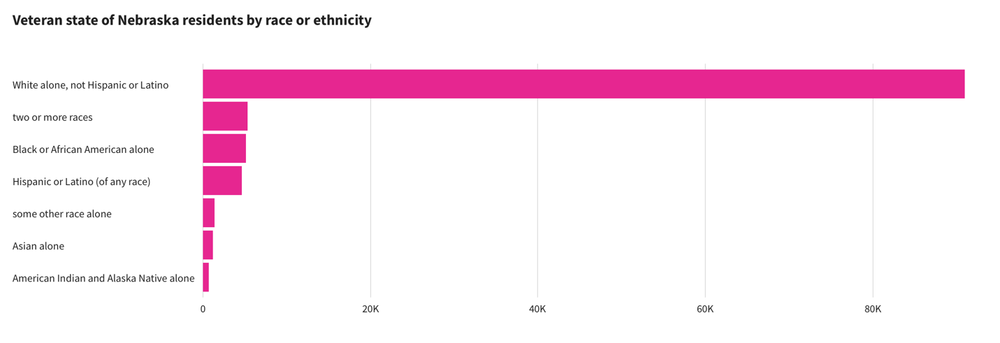 Veteran state of Nebraska residents by race or ethnicity
White alone, not Hispanic or Latino
two or more races
Black or African American alone
Hispanic or Latino (of any race)
some other race alone
Asian alone
American Indian and Alaska Native alone
0 20K 40K 60K 80K